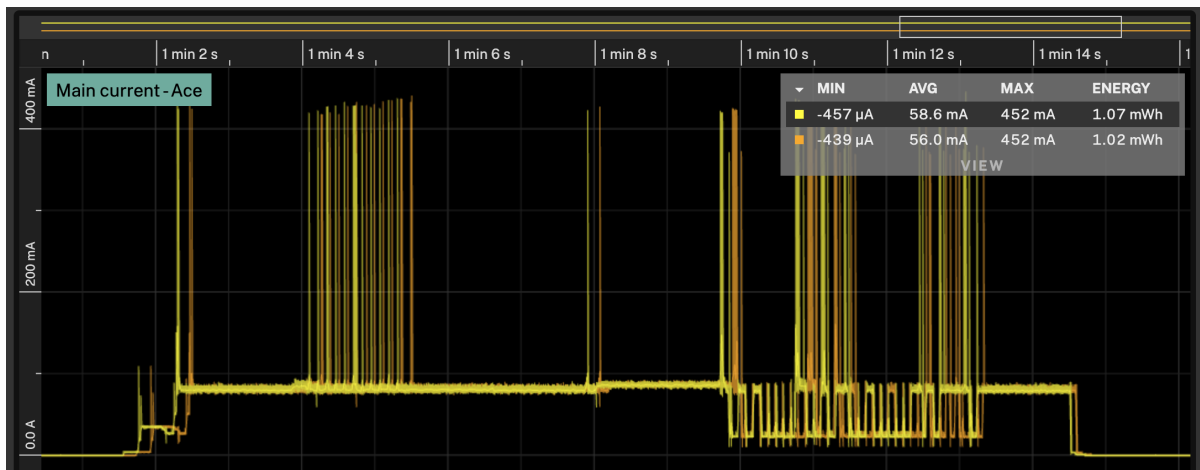 n 1 min 2 s 1 min 4 s 1 min 6 s 1 min 8 s 1 min 10 s 1 min 12 s 1 min 14 s 1
Main current - Ace
MIN AVG MAX ENERGY
-457 µA 58.6 mA 452 mA 1.07 mWh
-439 µA 56.0 mA 452 mA 1.02 mWh
VIEW
400 mA
200 mA
0.0 A